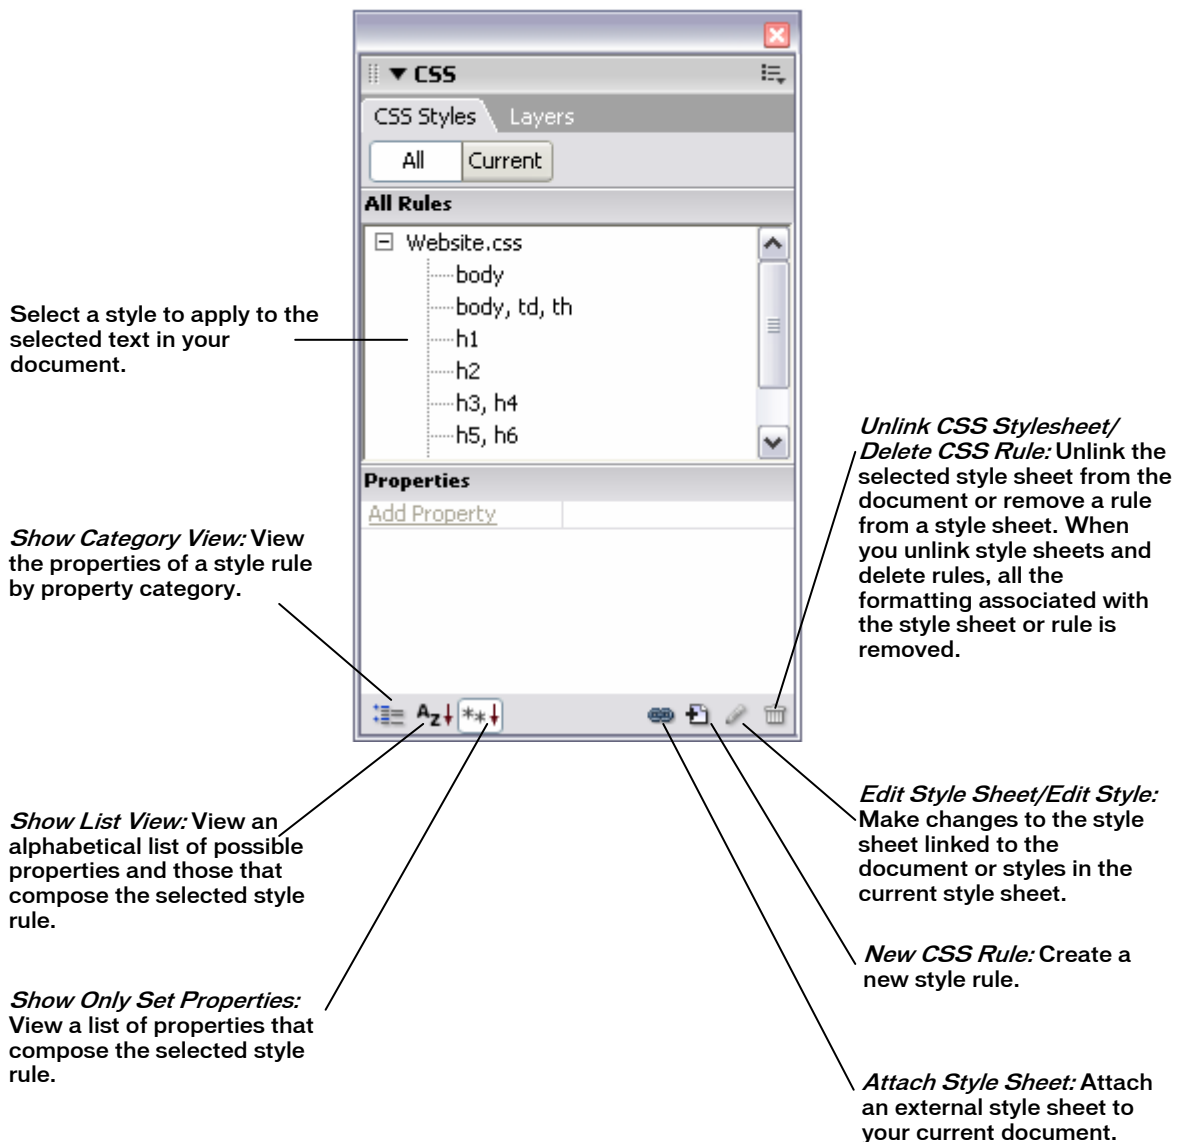 CSS
CSS Styles Layers
All Current
All Rules
Website.css
body
body, td, th
h1
h2
h3, h4
h5, h6
Properties
Add Property
Az
**
Select a style to apply to the
selected text in your
document.
Show Category View: View
the properties of a style rule
by property category.
Show List View: View an
alphabetical list of possible
properties and those that
compose the selected style
rule.
Show Only Set Properties:
View a list of properties that
compose the selected style
rule.
Unlink CSS Stylesheet/
Delete CSS Rule: Unlink the
selected style sheet from the
document or remove a rule
from a style sheet. When
you unlink style sheets and
delete rules, all the
formatting associated with
the style sheet or rule is
removed.
Edit Style Sheet/Edit Style:
Make changes to the style
sheet linked to the
document or styles in the
current style sheet.
New CSS Rule: Create a
new style rule.
Attach Style Sheet: Attach
an external style sheet to
your current document.